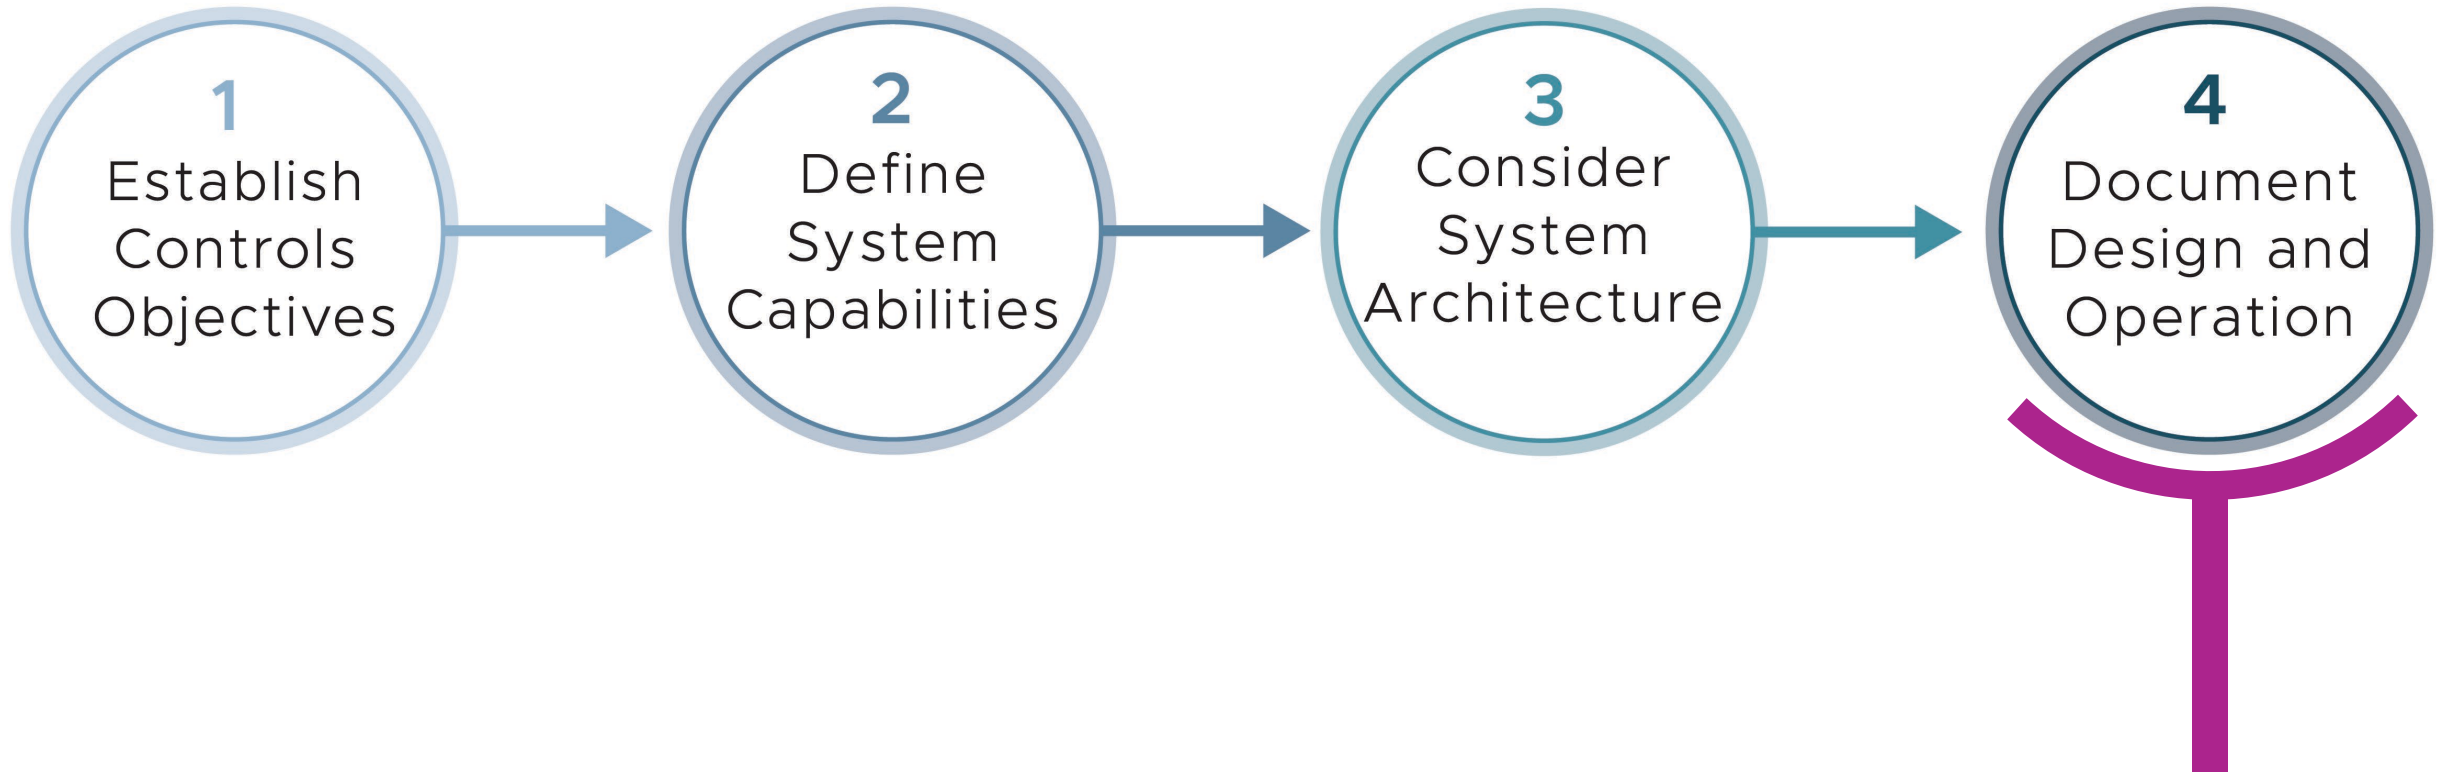 1
Establish
Controls
Objectives
2
Define
System
Capabilities
3
Consider
System
Architecture
4
Document
Design and
Operation